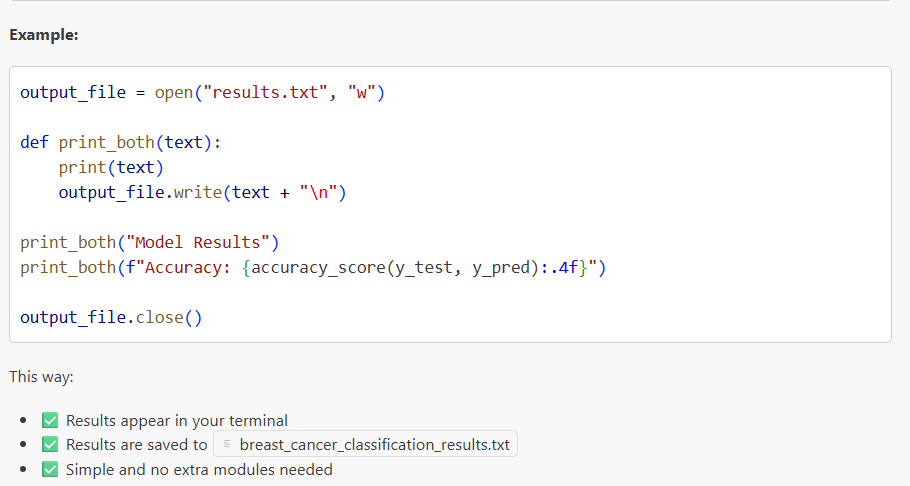 Example:
output_file = open("results.txt", "w")
def print_both(text):
    print(text)
    output_file.write(text + "\n")
print_both("Model Results")
print_both(f"Accuracy: {accuracy_score(y_test, y_pred):.4f}")
output_file.close()
This way:
• ✅ Results appear in your terminal
• ✅ Results are saved to breast_cancer_classification_results.txt
• ✅ Simple and no extra modules needed